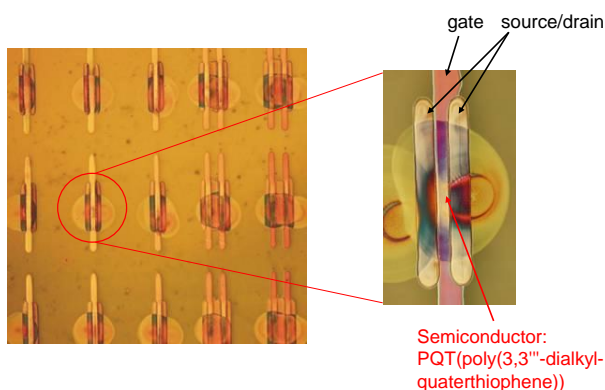 gate source/drain
Semiconductor:
PQT(poly(3,3'''-dialkyl-
quaterthiophene))